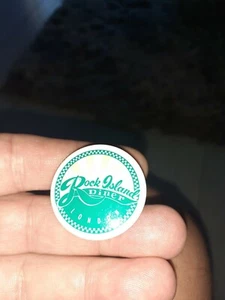 Rock Island
Diner